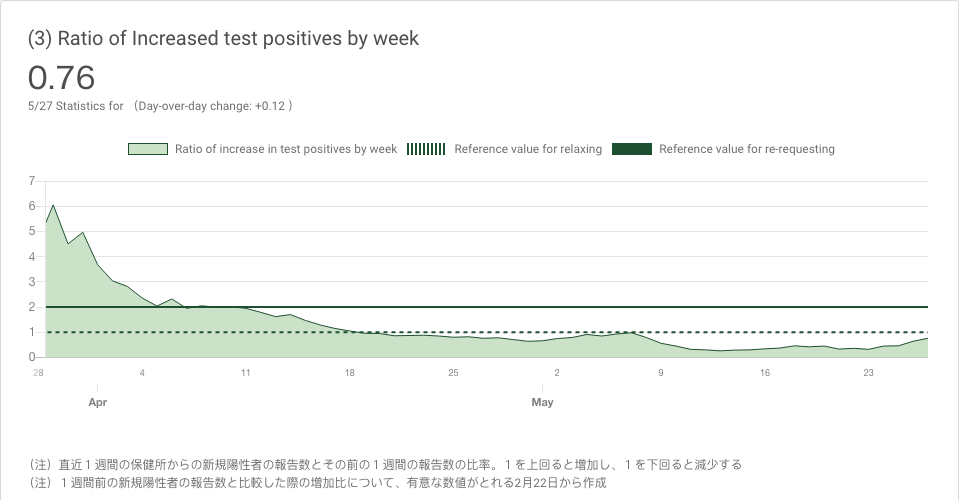 (3) Ratio of Increased test positives by week
0.76
5/27 Statistics for （Day-over-day change: +0.12 ）
Ratio of increase in test positives by week Reference value for relaxing Reference value for re-requesting
7
6
5
4
3
2
1
0
28 4 11 18 25 2 9 16 23
Apr May
（注）直近１週間の保健所からの新規陽性者の報告数とその前の１週間の報告数の比率。１を上回ると増加し、１を下回ると減少する
（注）１週間前の新規陽性者の報告数と比較した際の増加比について、有意な数値がとれる2月22日から作成